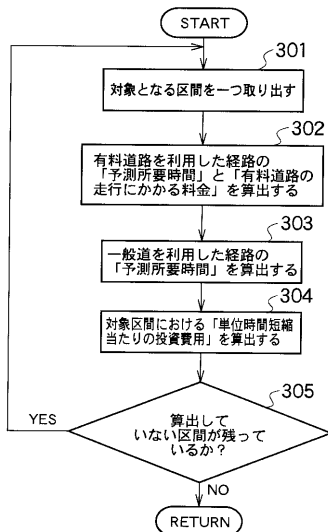 START
301
対象となる区間を一つ取り出す
302
有料道路を利用した経路の
「予測所要時間」と「有料道路の
走行にかかる料金」を算出する
303
一般道を利用した経路の
「予測所要時間」を算出する
304
対象区間における「単位時間短縮
当たりの投資費用」を算出する
305
算出して
いない区間が残って
いるか？
YES
NO
RETURN